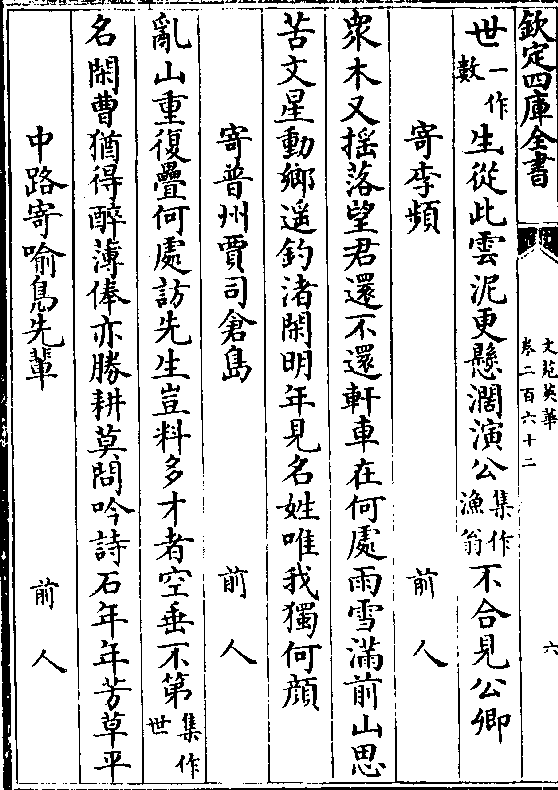 欽定四庫全書
文苑英華
卷二百六十二
六
世一作數生從此雲泥更懸濶演公集作漁翁不合見公卿
寄李頻 前人
衆木又揺落望君還不還軒車在何處雨雪滿前山思
苦文星動鄉遥釣渚閑明年見名姓唯我獨何顔
寄普州賈司倉島 前人
亂山重復疊何處訪先生豈料多才者空垂不第集作世
名閑曹猶得醉薄俸亦勝耕莫問吟詩石年年芳草平
中路寄喻鳬先輩 前人